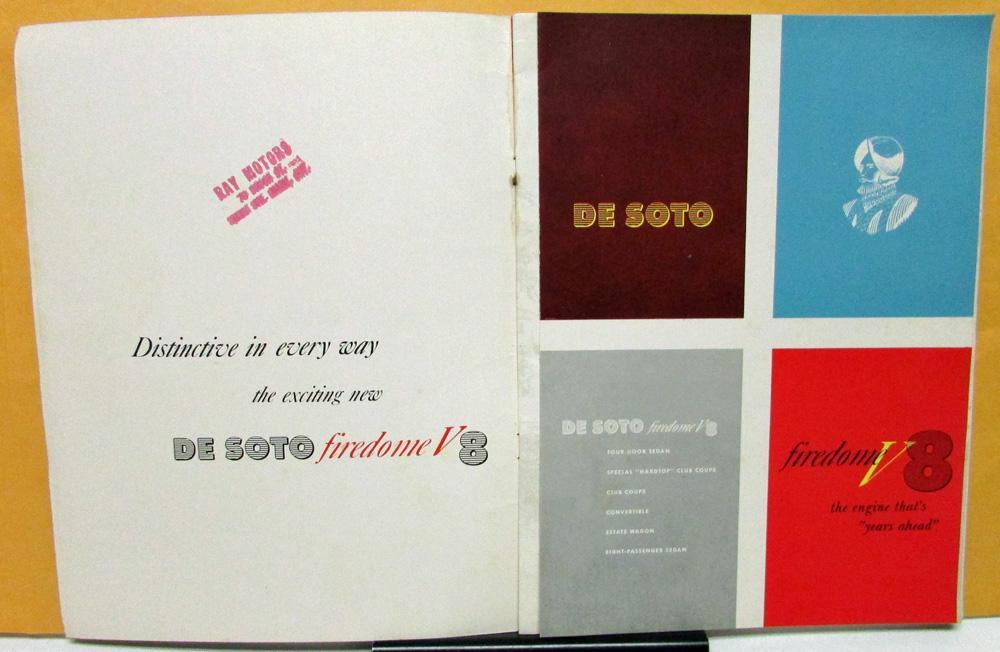 RAY MOTORS
Distinctive in every way
the exciting new
DE SOTO firedome V8
DE SOTO
DE SOTO firedome V8
FOUR-DOOR SEDAN
SPECIAL "HARDTOP" CLUB COUPE
CLUB COUPE
CONVERTIBLE
ESTATE WAGON
EIGHT-PASSENGER SEDAN
firedome V8
the engine that's
"years ahead"